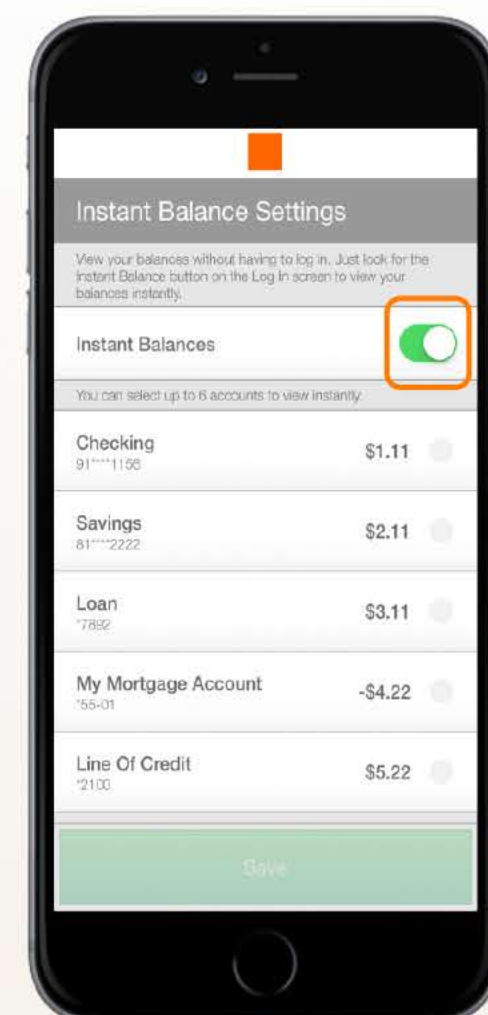 Instant Balance Settings
View your balances without having to log in. Just look for the
Instant Balance button on the Log In screen to view your
balances instantly.
Instant Balances
You can select up to 6 accounts to view instantly.
Checking
$1.11
91****1156
Savings
$2.11
81****2222
Loan
$3.11
*7892
My Mortgage Account
-$4.22
*55-01
Line Of Credit
$5.22
*2100
Save